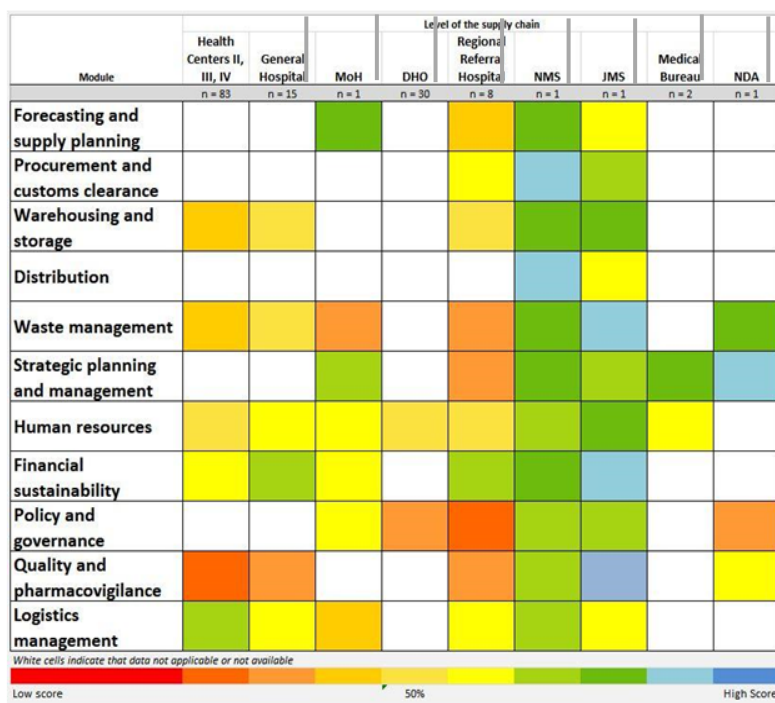 Level of the supply chain
Module
Health Centers II, III, IV
General Hospital
MoH
DHO
Regional Referral Hospital
NMS
JMS
Medical Bureau
NDA
n = 83
n = 15
n = 1
n = 30
n = 8
n = 1
n = 1
n = 2
n = 1
Forecasting and
supply planning
Procurement and
customs clearance
Warehousing and
storage
Distribution
Waste management
Strategic planning
and management
Human resources
Financial
sustainability
Policy and
governance
Quality and
pharmacovigilance
Logistics
management
White cells indicate that data not applicable or not available
Low score 50% High Score